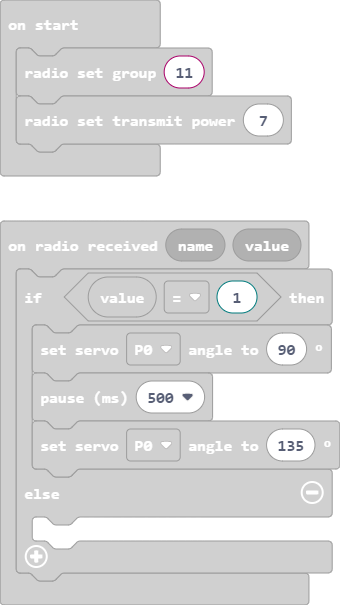 on start
radio set group 11
radio set transmit power 7
on radio received name value
if value = 1 then
set servo P0 angle to 90 °
pause (ms) 500
set servo P0 angle to 135 °
else